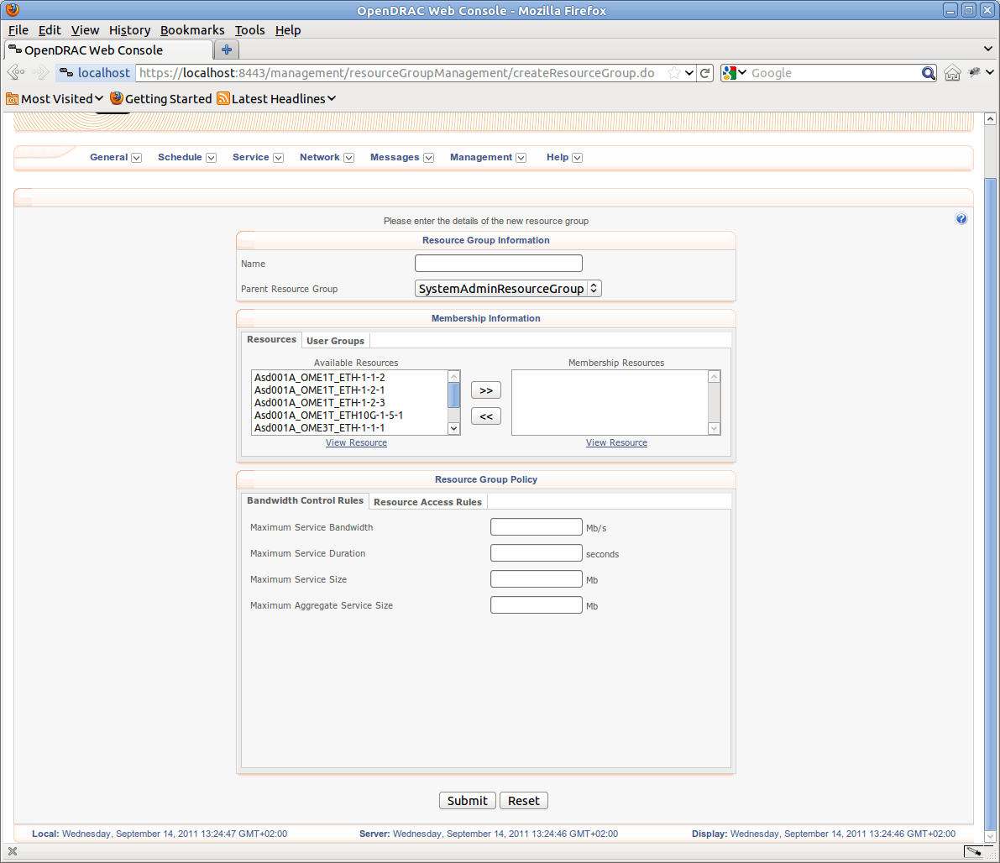 OpenDRAC Web Console - Mozilla Firefox
File Edit View History Bookmarks Tools Help
OpenDRAC Web Console
localhost https://localhost:8443/management/resourceGroupManagement/createResourceGroup.do Google
Most Visited Getting Started Latest Headlines
General Schedule Service Network Messages Management Help
Please enter the details of the new resource group
Resource Group Information
Name
Parent Resource Group SystemAdminResourceGroup
Membership Information
Resources User Groups
Available Resources Membership Resources
Asd001A_OME1T_ETH-1-1-2
Asd001A_OME1T_ETH-1-2-1
Asd001A_OME1T_ETH-1-2-3
Asd001A_OME1T_ETH10G-1-5-1
Asd001A_OME3T_ETH-1-1-1
>>
<<
View Resource View Resource
Resource Group Policy
Bandwidth Control Rules Resource Access Rules
Maximum Service Bandwidth Mb/s
Maximum Service Duration seconds
Maximum Service Size Mb
Maximum Aggregate Service Size Mb
Submit Reset
Local: Wednesday, September 14, 2011 13:24:47 GMT+02:00 Server: Wednesday, September 14, 2011 13:24:46 GMT+02:00 Display: Wednesday, September 14, 2011 13:24:46 GMT+02:00